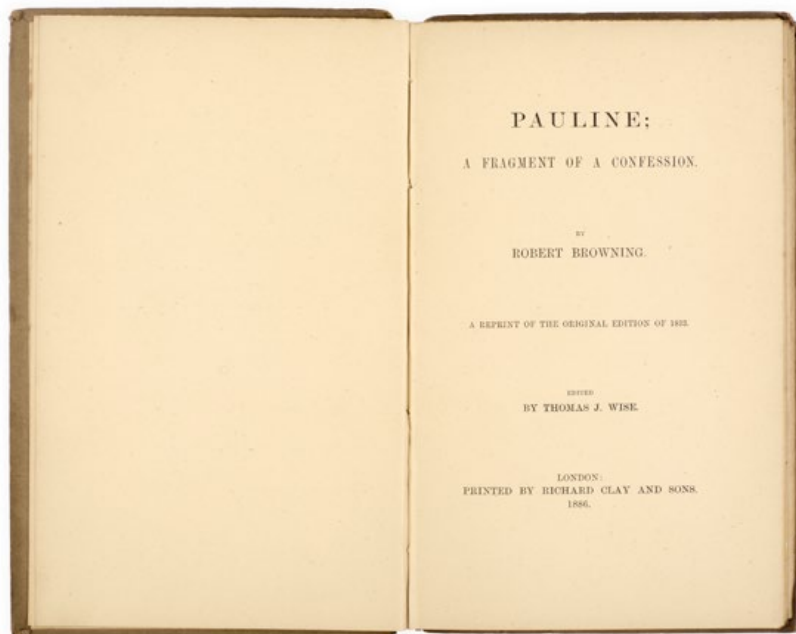 PAULINE;
A FRAGMENT OF A CONFESSION.
BY
ROBERT BROWNING.
A REPRINT OF THE ORIGINAL EDITION OF 1833.
EDITED
BY THOMAS J. WISE.
LONDON:
PRINTED BY RICHARD CLAY AND SONS.
1886.